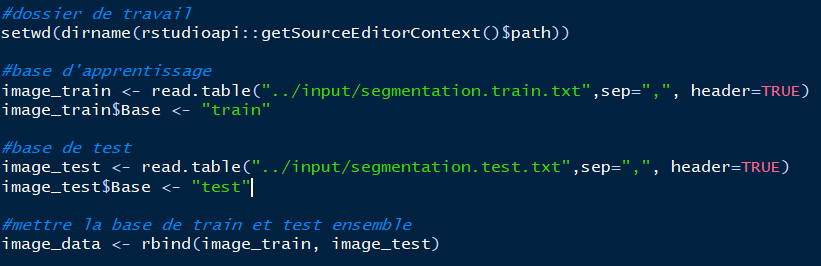 #dossier de travail
setwd(dirname(rstudioapi::getSourceEditorContext()$path))
#base d'apprentissage
image_train <- read.table("../input/segmentation.train.txt",sep=",", header=TRUE)
image_train$Base <- "train"
#base de test
image_test <- read.table("../input/segmentation.test.txt",sep=",", header=TRUE)
image_test$Base <- "test"
#mettre la base de train et test ensemble
image_data <- rbind(image_train, image_test)